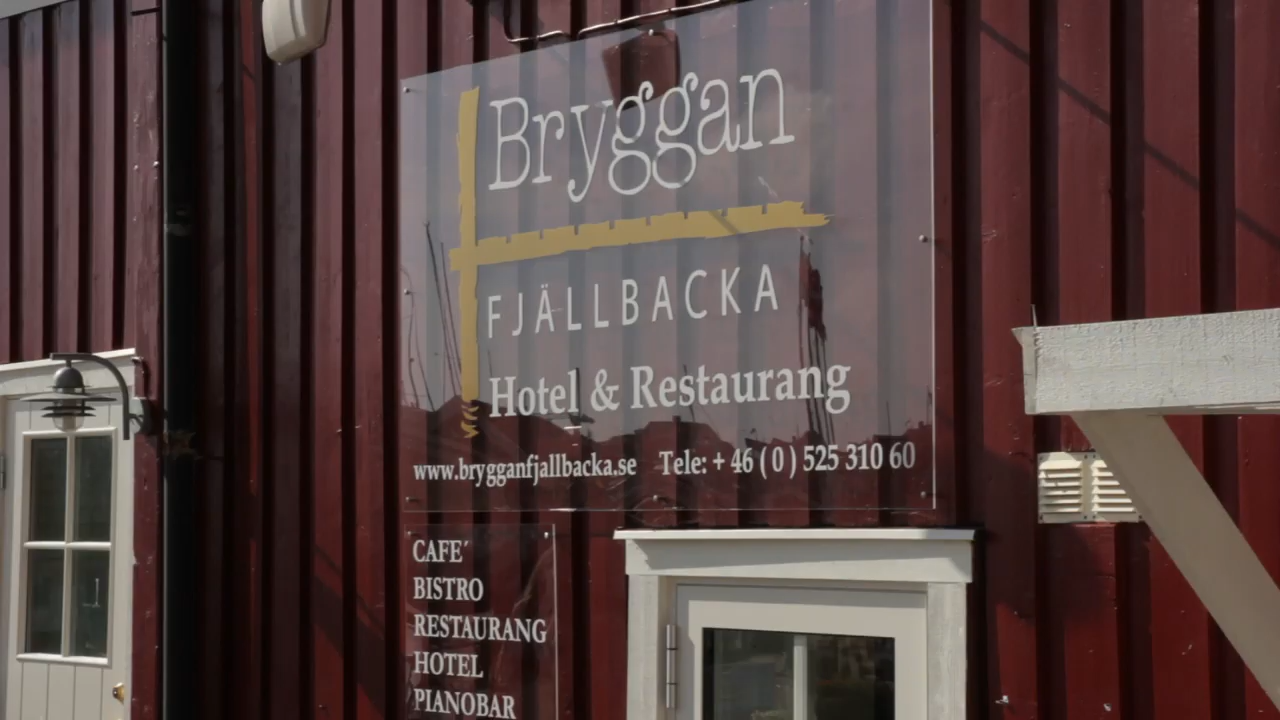 Bryggan
FJÄLLBACKA
Hotel & Restaurang
www.brygganfjallbacka.se Tele: + 46 ( 0 ) 525 310 60
CAFE´
BISTRO
RESTAURANG
HOTEL
PIANOBAR